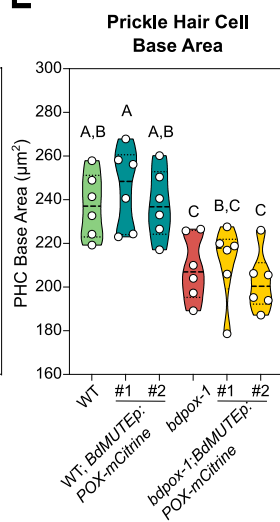 E
Prickle Hair Cell
Base Area
PHC Base Area (μm²)
300
280
260
240
220
200
180
160
A,B
A
A,B
C
B,C
C
WT
#1
#2
WT; BdMUTEp:
POX-mCitrine
bdpox-1
#1
#2
bdpox-1;BdMUTEp:
POX-mCitrine